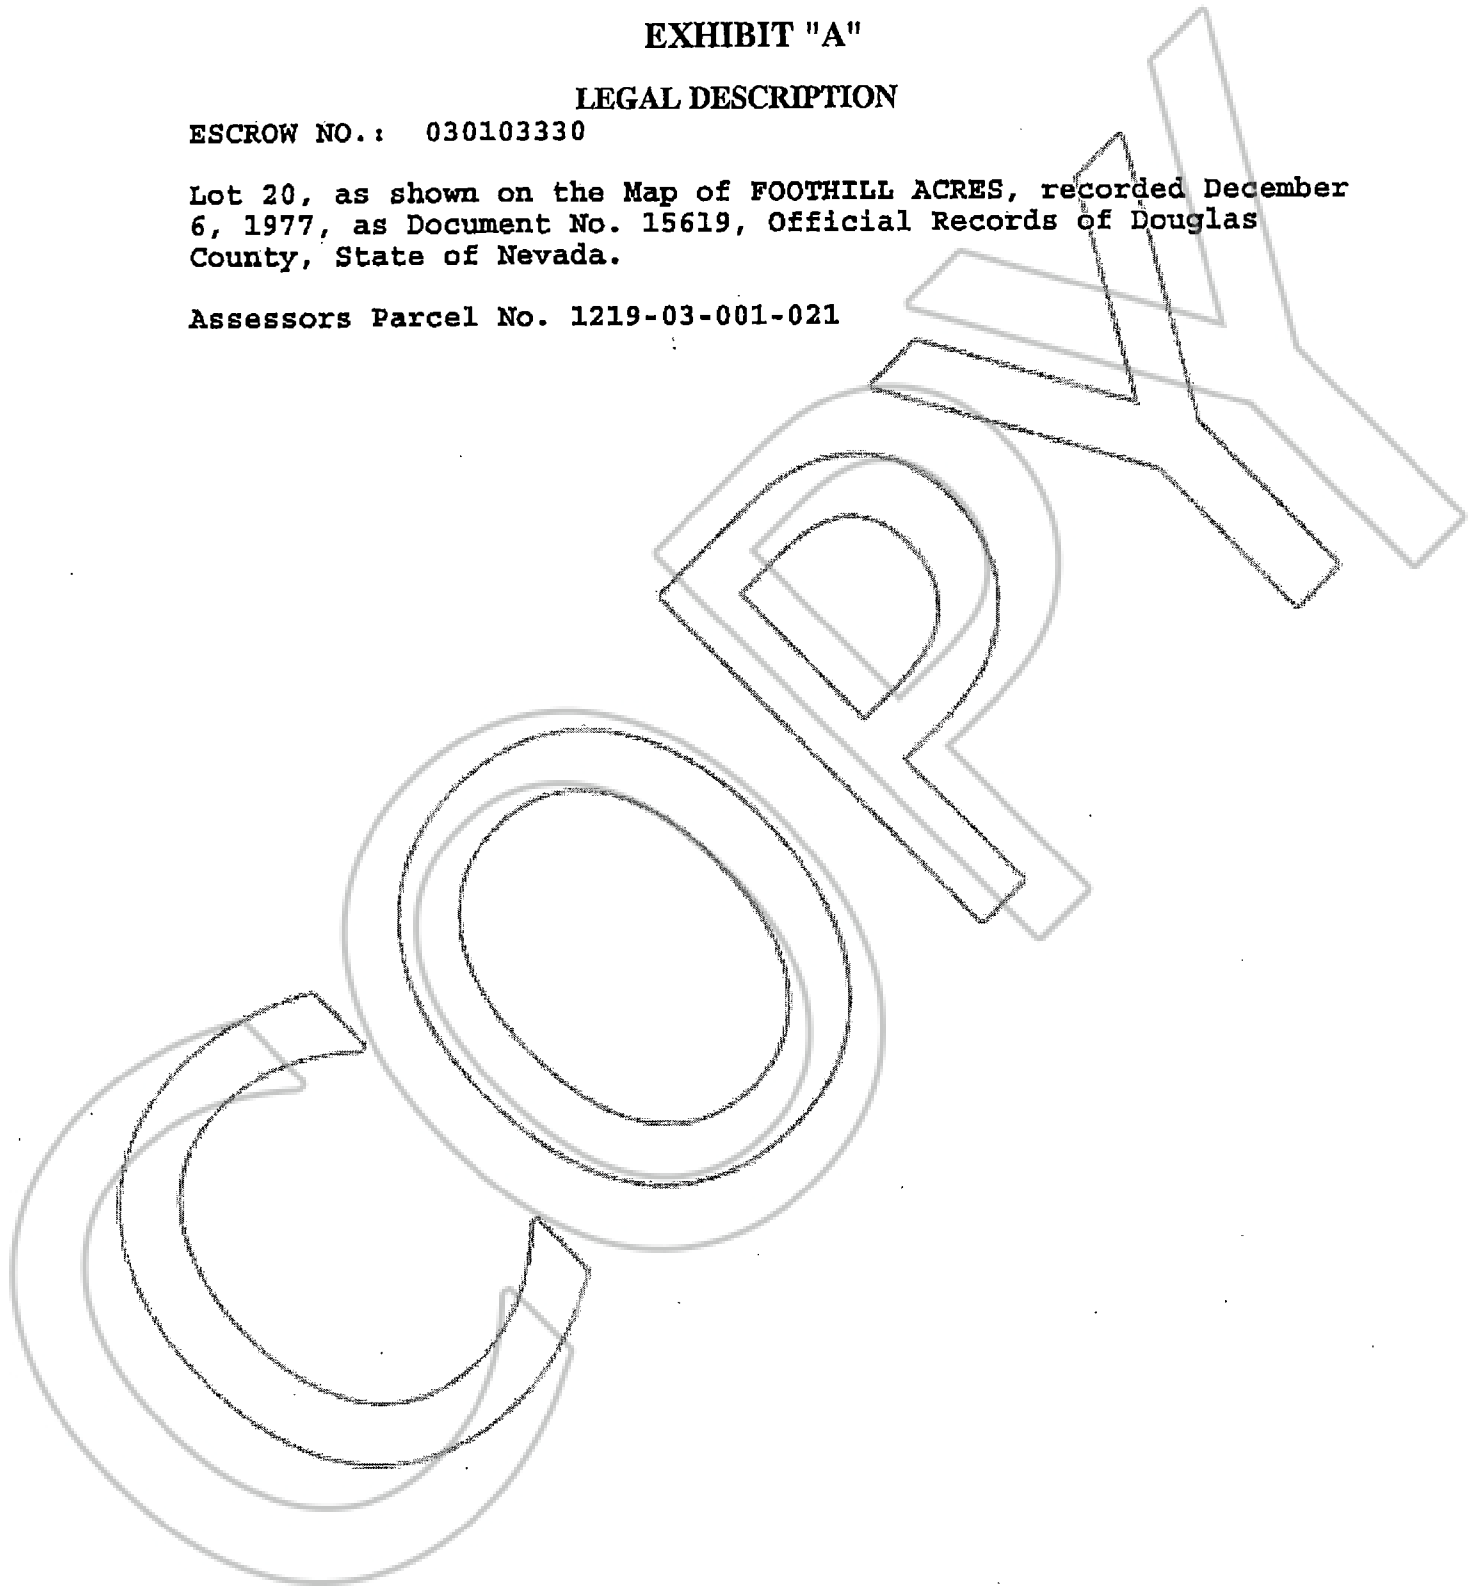 EXHIBIT "A"
LEGAL DESCRIPTION
ESCROW NO.: 030103330
Lot 20, as shown on the Map of FOOTHILL ACRES, recorded December
6, 1977, as Document No. 15619, Official Records of Douglas
County, State of Nevada.
Assessors Parcel No. 1219-03-001-021
COPY
COPY